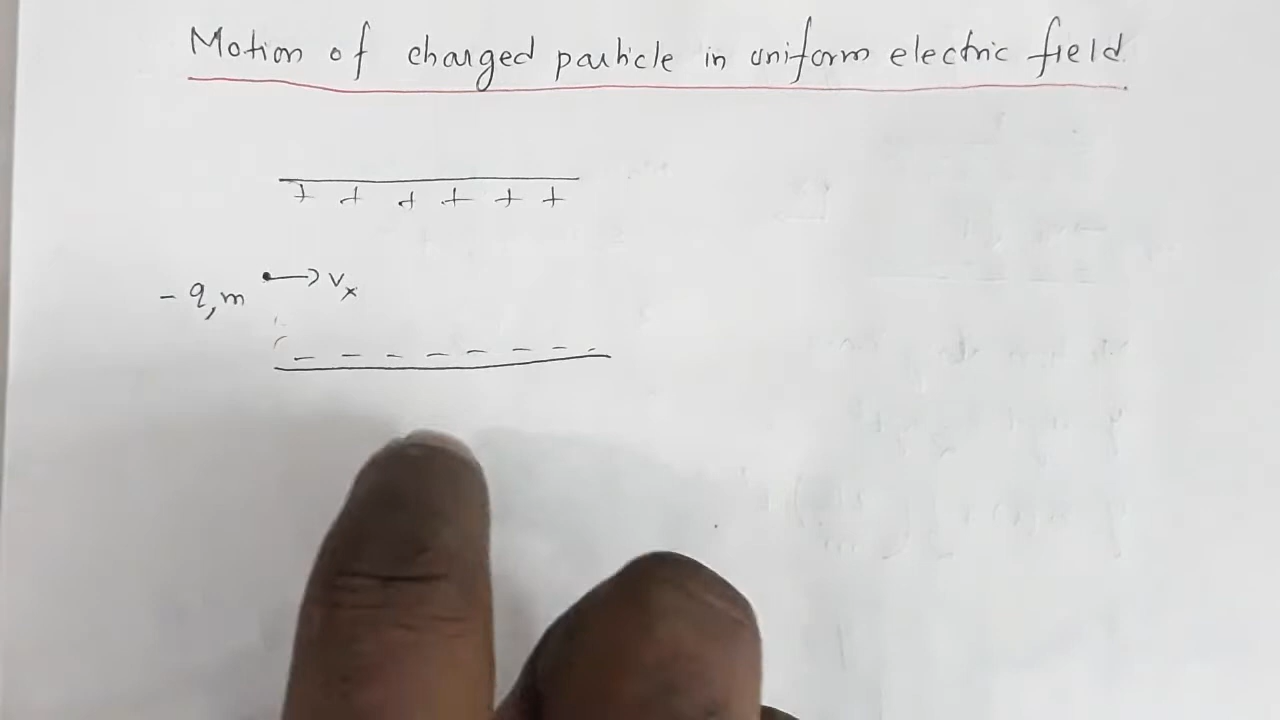 Motion of charged particle in uniform electric field.
+ + + + + +
- q, m → vx
- - - - - - - -